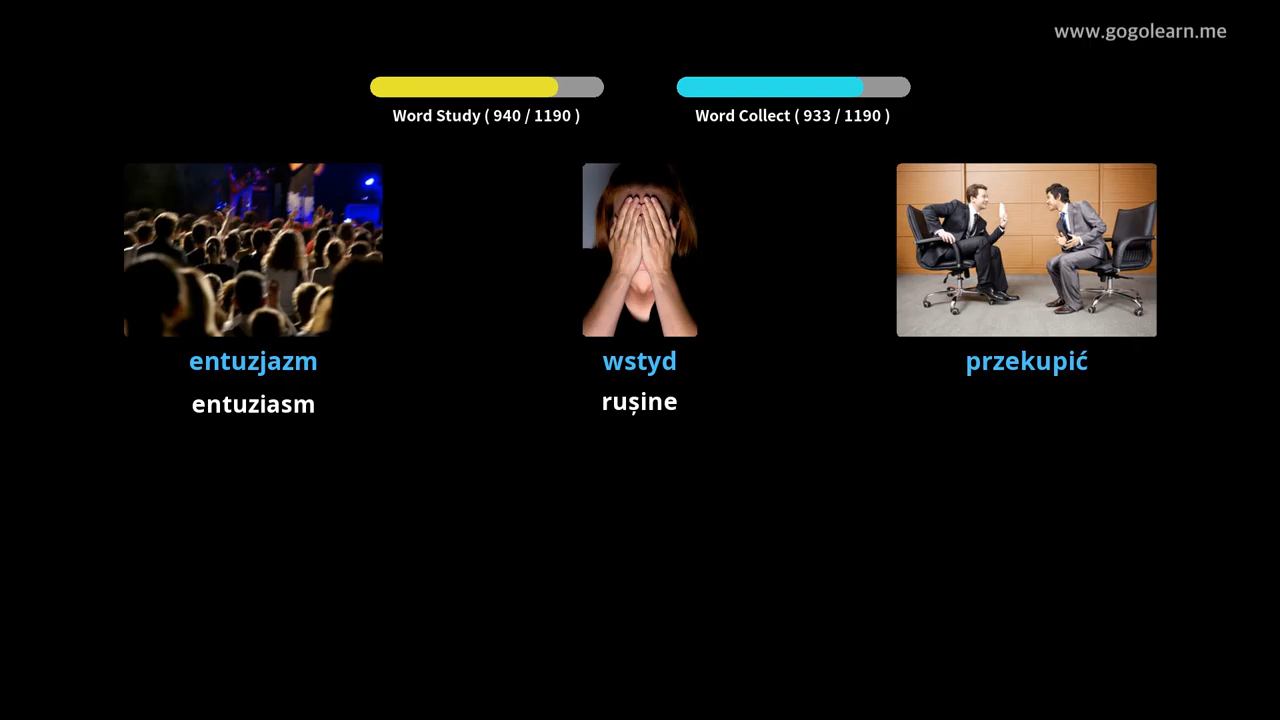 www.gogolearn.me
Word Study ( 940 / 1190 )
Word Collect ( 933 / 1190 )
entuzjazm
wstyd
przekupić
entuziasm
rușine